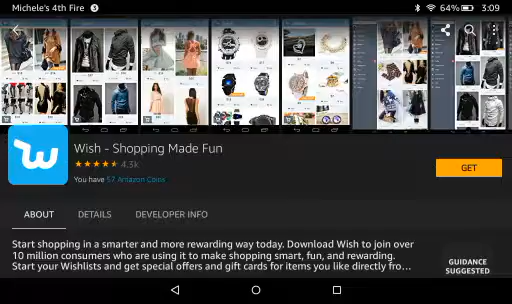 Michele's 4th Fire 3 64% 3:09
Wish - Shopping Made Fun
4.3k
You have 57 Amazon Coins
GET
ABOUT DETAILS DEVELOPER INFO
Start shopping in a smarter and more rewarding way today. Download Wish to join over
10 million consumers who are using it to make shopping smart, fun, and rewarding.
Start your Wishlists and get special offers and gift cards for items you like directly fro...
GUIDANCE
SUGGESTED